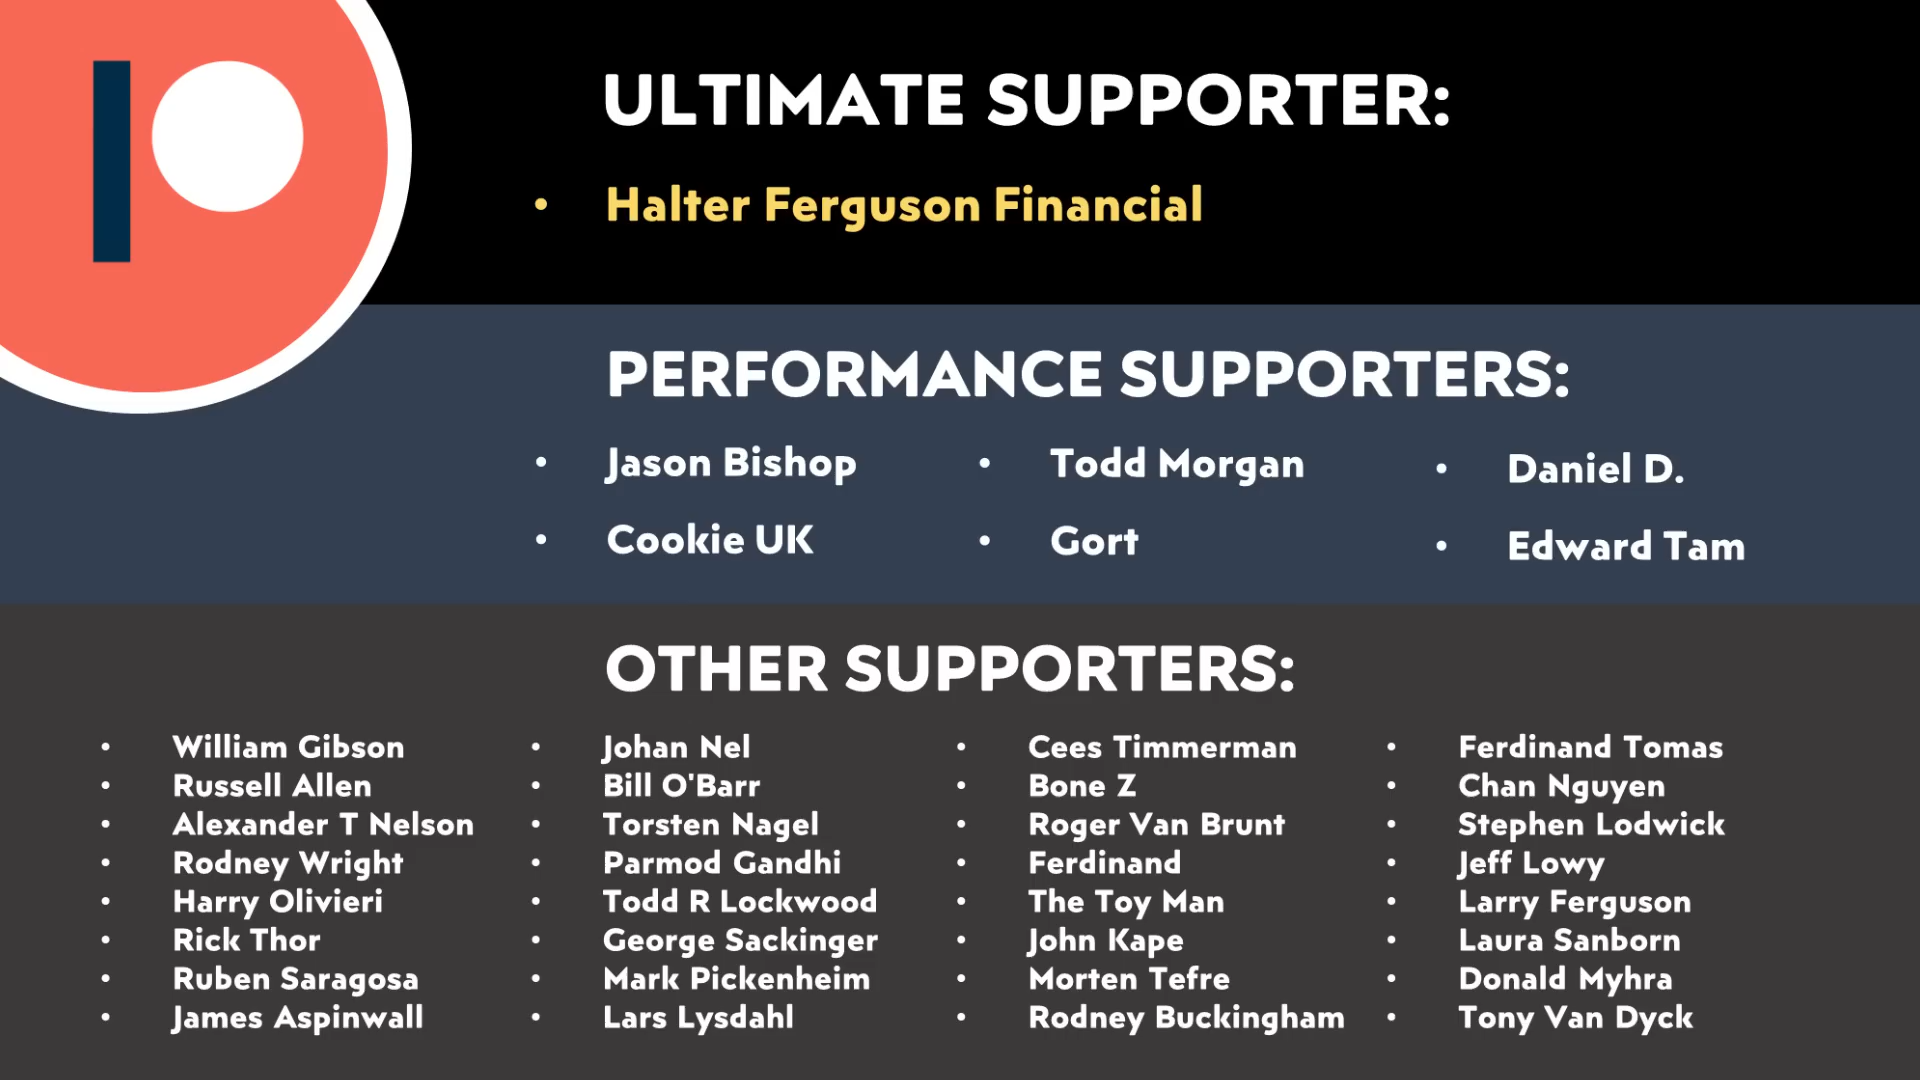 ULTIMATE SUPPORTER:
• Halter Ferguson Financial
PERFORMANCE SUPPORTERS:
• Jason Bishop
• Cookie UK
• Todd Morgan
• Gort
• Daniel D.
• Edward Tam
OTHER SUPPORTERS:
• William Gibson
• Russell Allen
• Alexander T Nelson
• Rodney Wright
• Harry Olivieri
• Rick Thor
• Ruben Saragosa
• James Aspinwall
• Johan Nel
• Bill O'Barr
• Torsten Nagel
• Parmod Gandhi
• Todd R Lockwood
• George Sackinger
• Mark Pickenheim
• Lars Lysdahl
• Cees Timmerman
• Bone Z
• Roger Van Brunt
• Ferdinand
• The Toy Man
• John Kape
• Morten Tefre
• Rodney Buckingham
• Ferdinand Tomas
• Chan Nguyen
• Stephen Lodwick
• Jeff Lowy
• Larry Ferguson
• Laura Sanborn
• Donald Myhra
• Tony Van Dyck